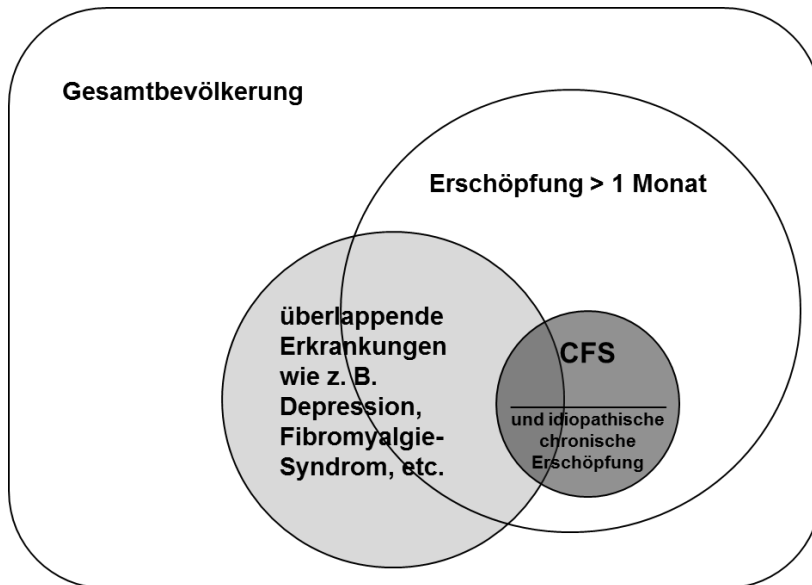 Gesamtbevölkerung
Erschöpfung > 1 Monat
überlappende
Erkrankungen
wie z. B.
Depression,
Fibromyalgie-
Syndrom, etc.
CFS
und idiopathische
chronische
Erschöpfung